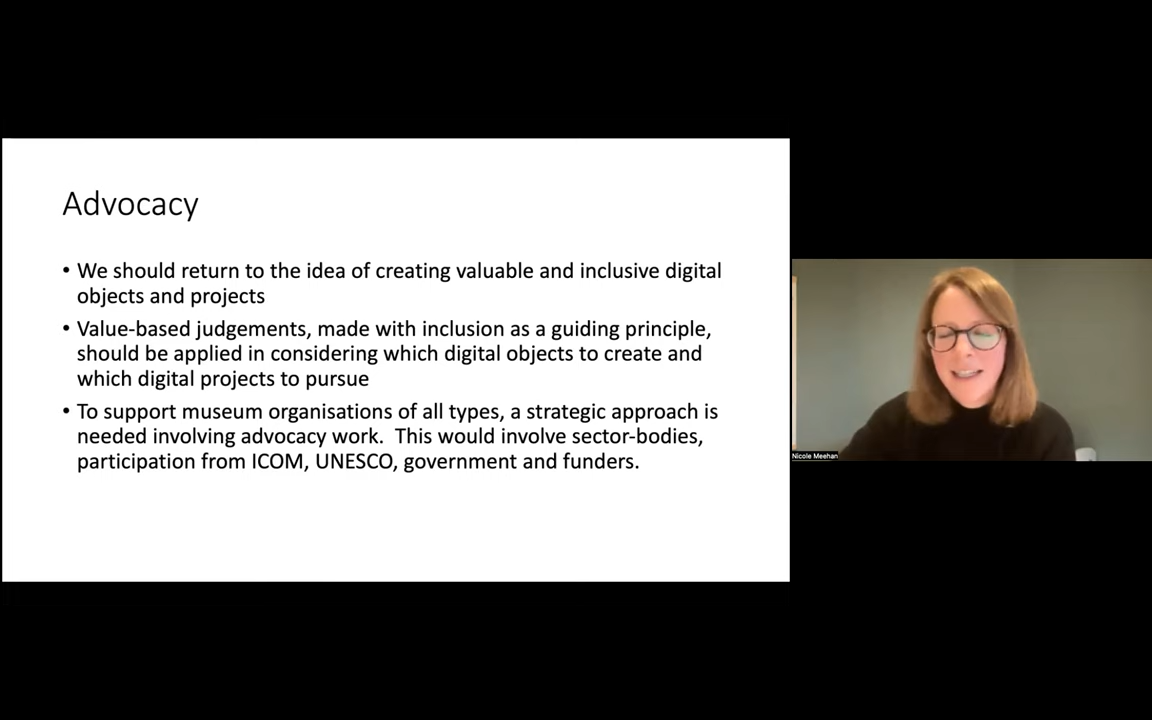 Advocacy
• We should return to the idea of creating valuable and inclusive digital
objects and projects
• Value-based judgements, made with inclusion as a guiding principle,
should be applied in considering which digital objects to create and
which digital projects to pursue
• To support museum organisations of all types, a strategic approach is
needed involving advocacy work.  This would involve sector-bodies,
participation from ICOM, UNESCO, government and funders.
Nicole Meehan